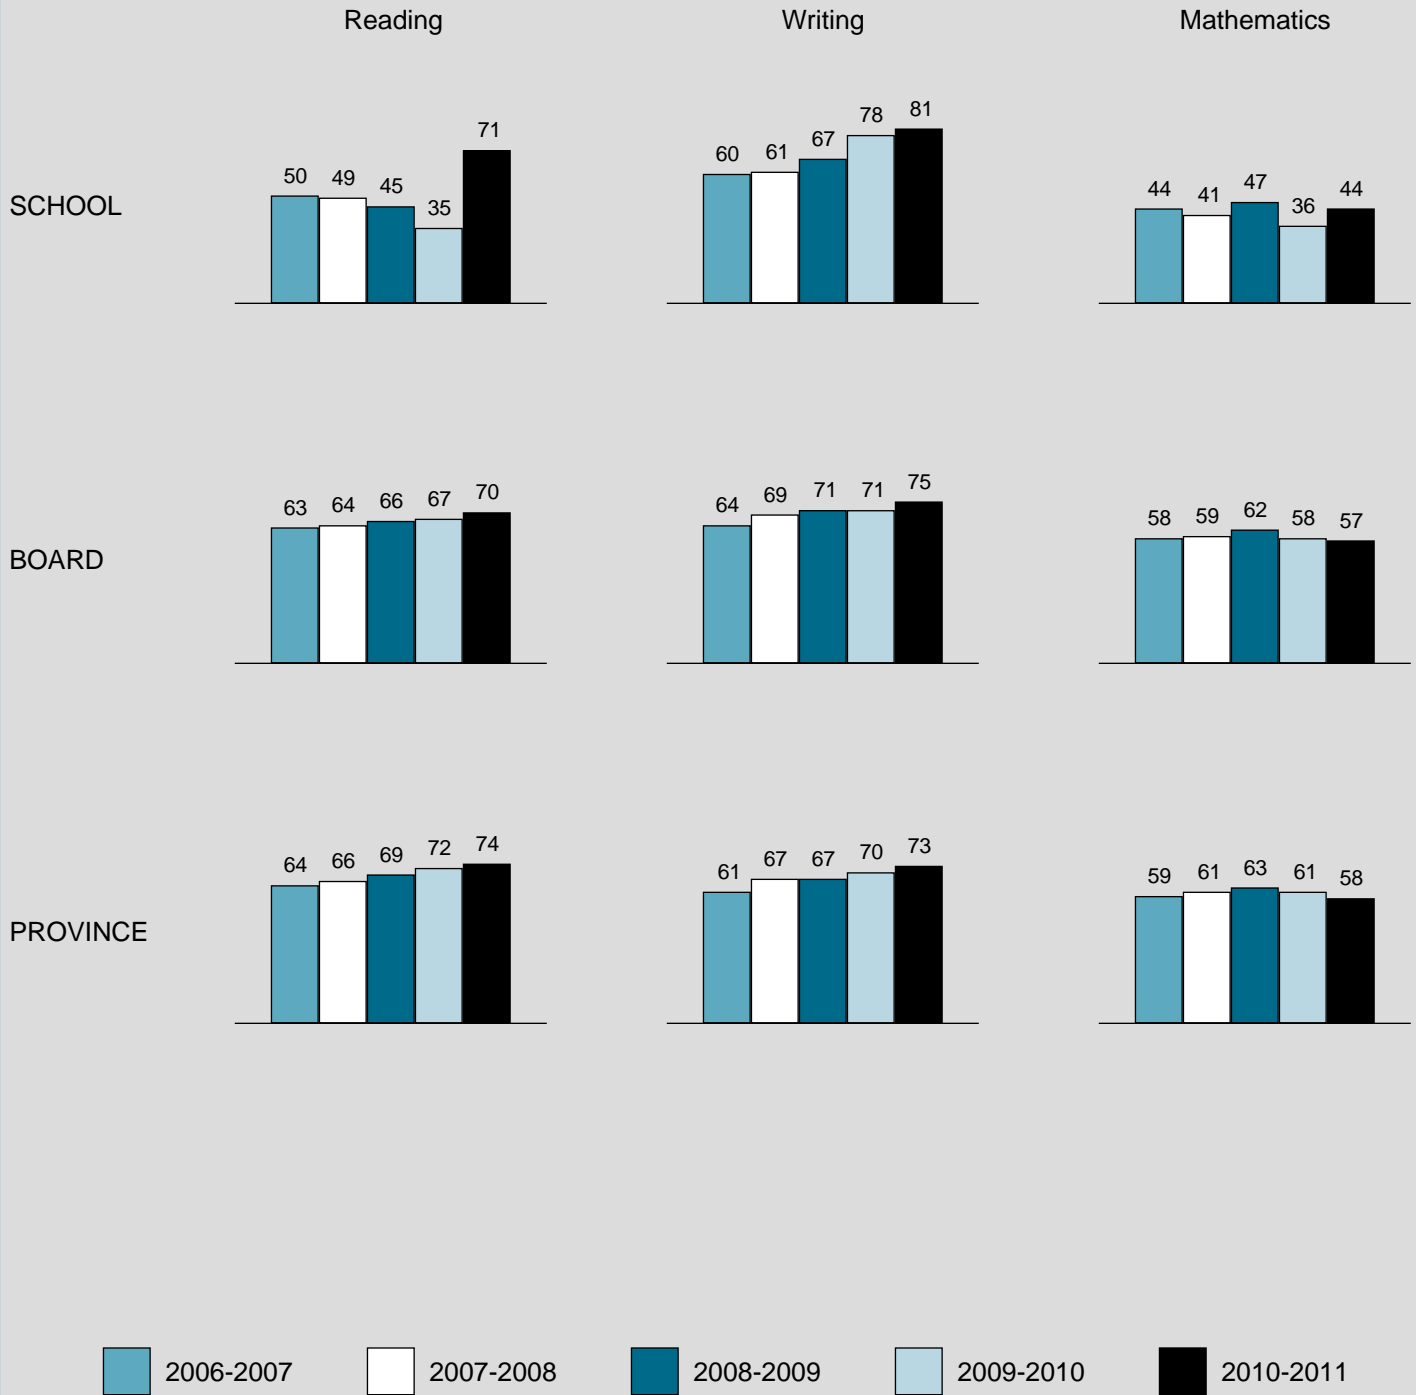 Reading Writing Mathematics
SCHOOL
50 49 45 35 71
60 61 67 78 81
44 41 47 36 44
BOARD
63 64 66 67 70
64 69 71 71 75
58 59 62 58 57
PROVINCE
64 66 69 72 74
61 67 67 70 73
59 61 63 61 58
2006-2007 2007-2008 2008-2009 2009-2010 2010-2011